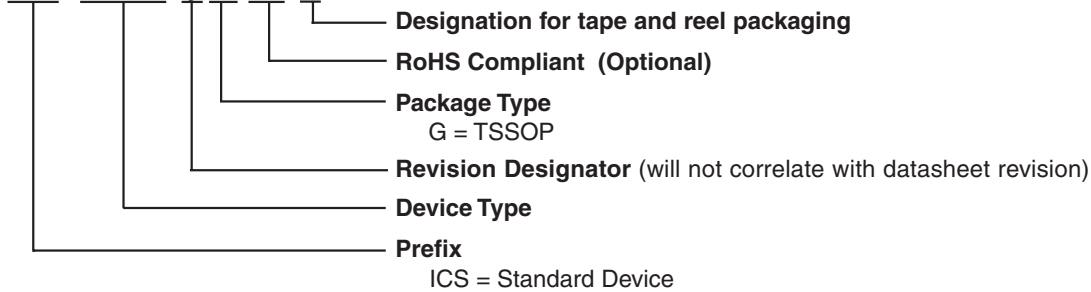 Designation for tape and reel packaging
RoHS Compliant (Optional)
Package Type
G = TSSOP
Revision Designator (will not correlate with datasheet revision)
Device Type
Prefix
ICS = Standard Device